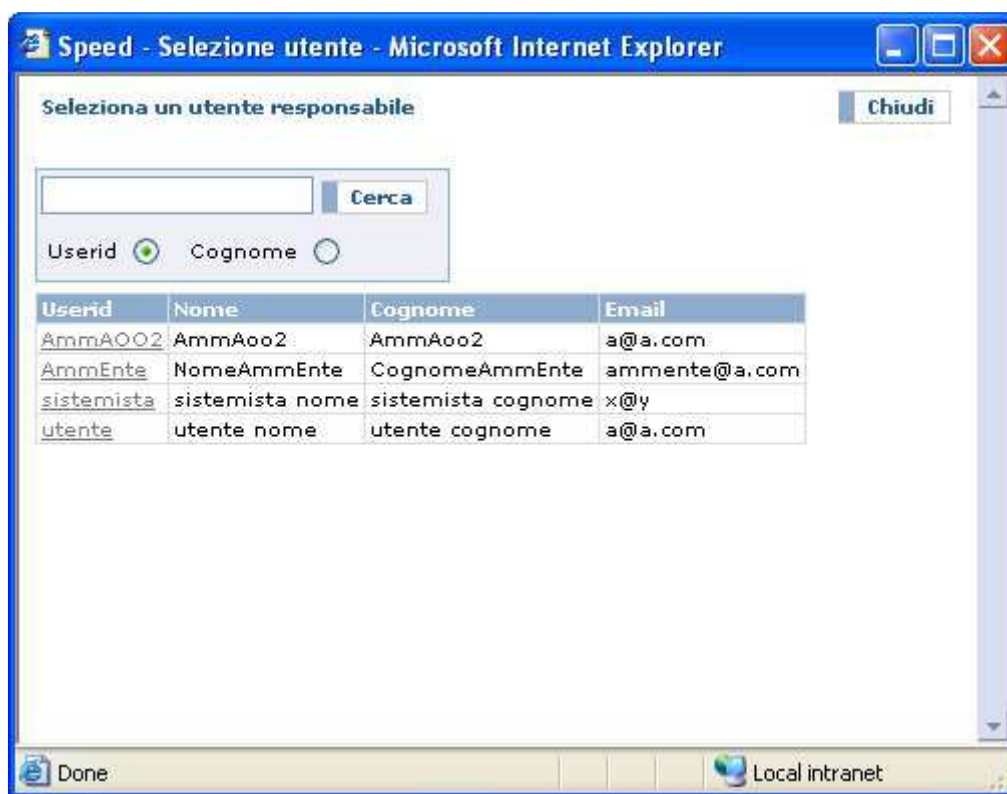 Speed - Selezione utente - Microsoft Internet Explorer
Seleziona un utente responsabile Chiudi
Cerca
Userid Cognome
Userid Nome Cognome Email
AmmAOO2 AmmAoo2 AmmAoo2 a@a.com
AmmEnte NomeAmmEnte CognomeAmmEnte ammente@a.com
sistemista sistemista nome sistemista cognome x@y
utente utente nome utente cognome a@a.com
Done Local intranet